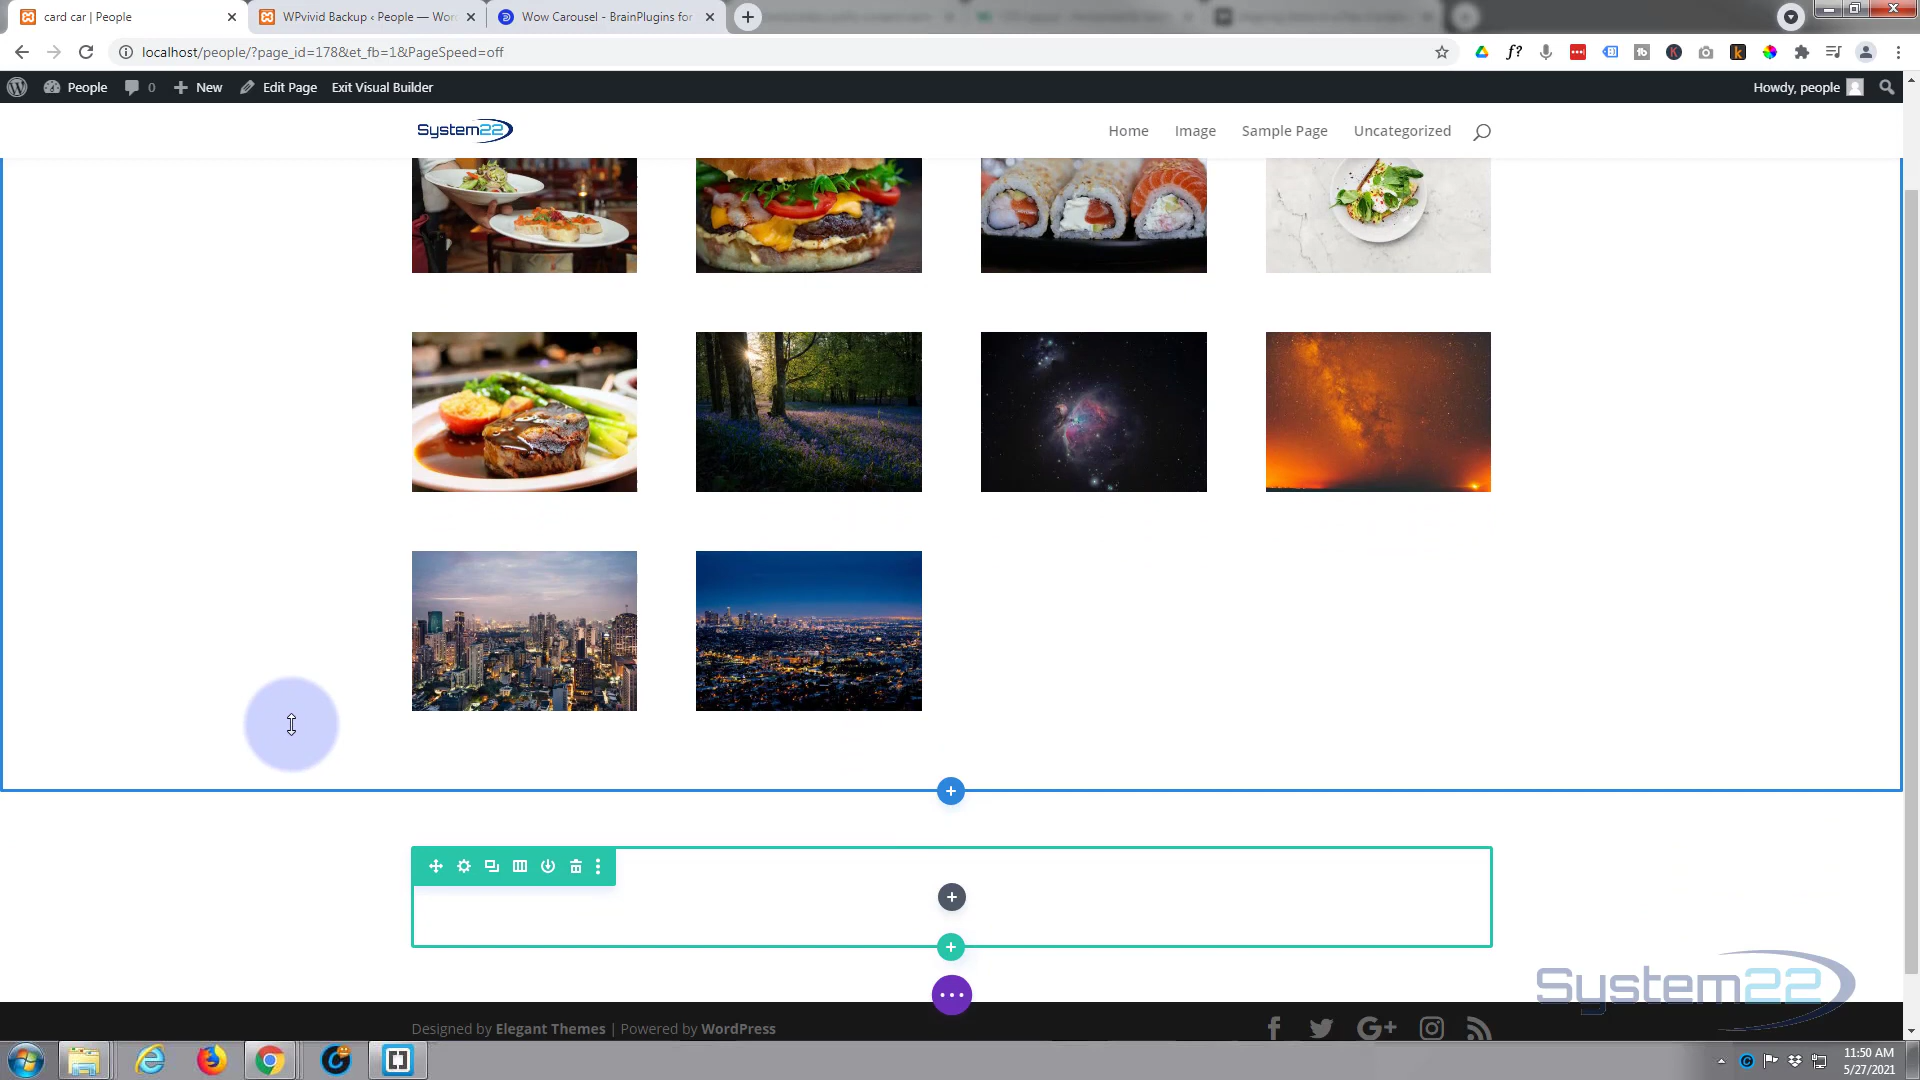 card car | People
WPvivid Backup ‹ People — Wor
Wow Carousel - BrainPlugins for
localhost/people/?page_id=178&et_fb=1&PageSpeed=off
People 0 New Edit Page Exit Visual Builder Howdy, people
System22 Home Image Sample Page Uncategorized
System22
Designed by Elegant Themes | Powered by WordPress
11:50 AM
5/27/2021